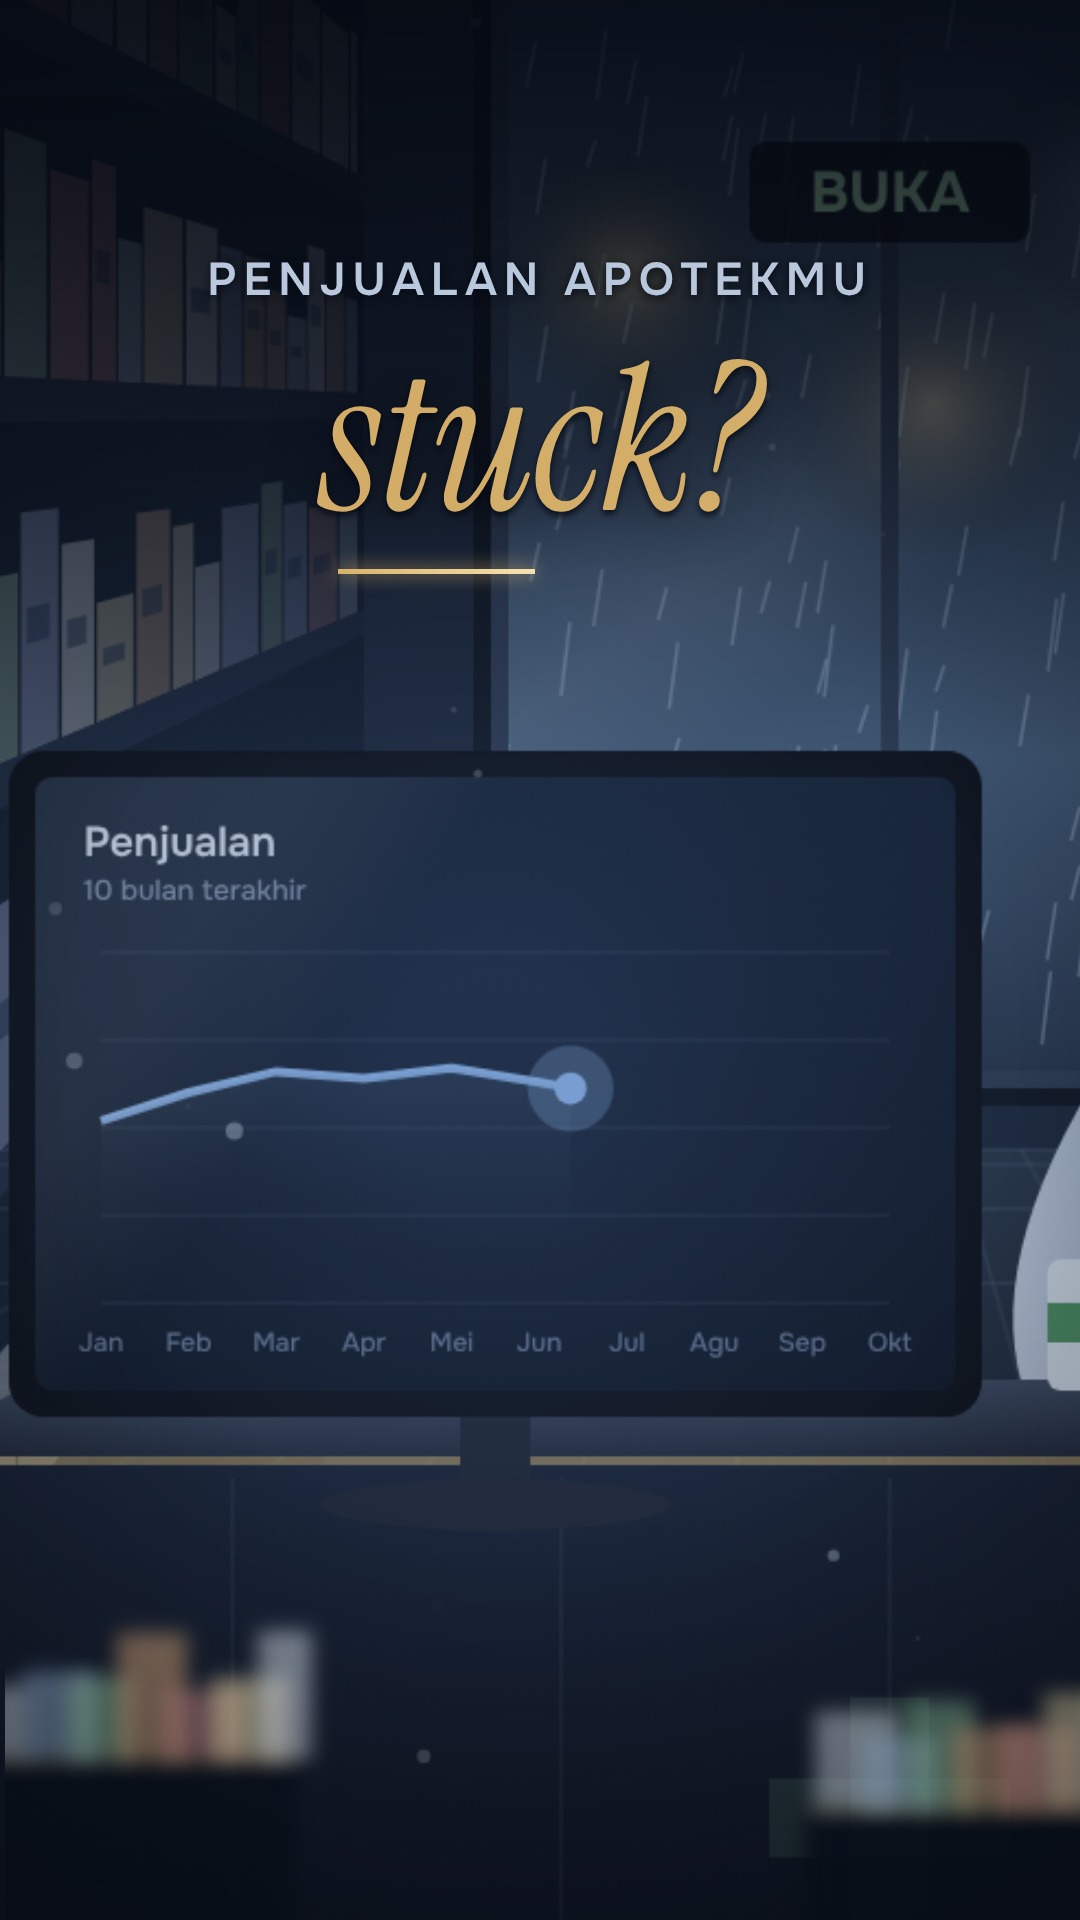 BUKA
PENJUALAN APOTEKMU
stuck?
Penjualan
10 bulan terakhir
Jan Feb Mar Apr Mei Jun Jul Agu Sep Okt